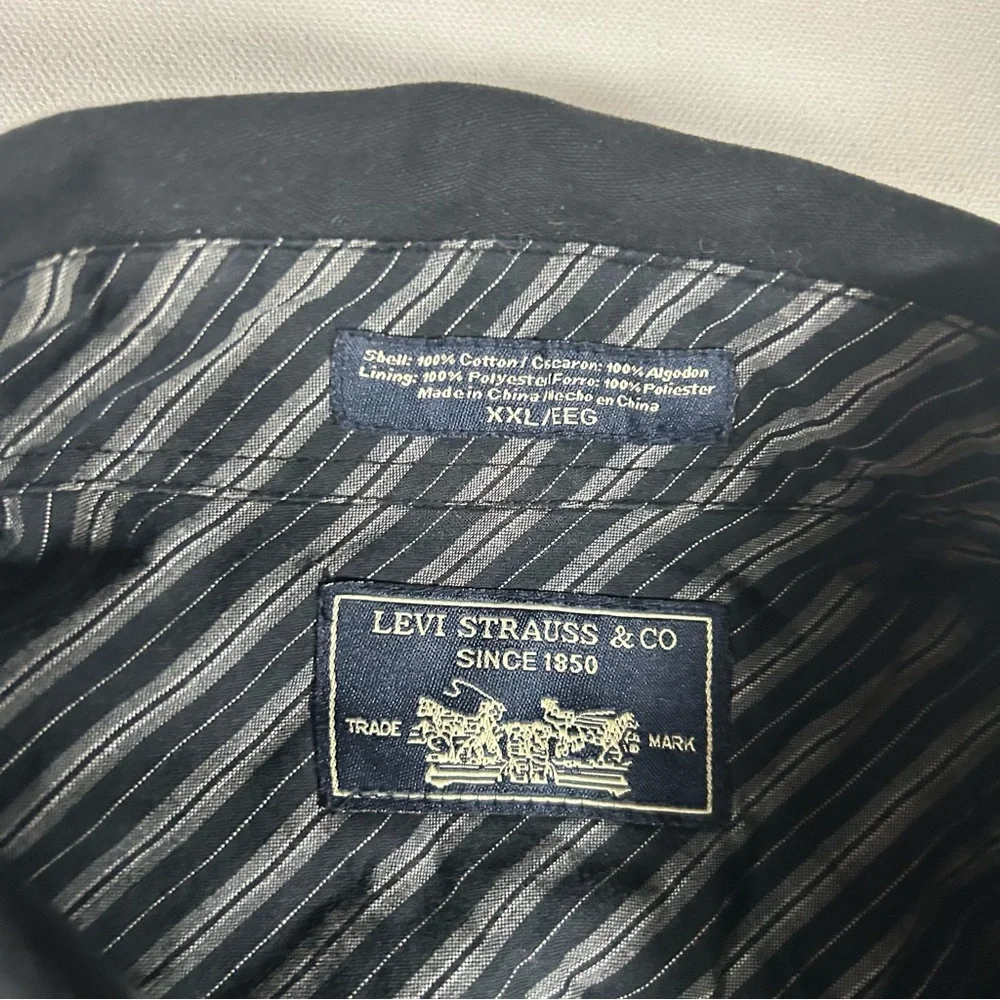 Shell: 100% Cotton / Cscaron: 100% Algodon
Lining: 100% Polyester/Forro: 100% Poliester
Made in China/Hecho en China
XXL/EEG
LEVI STRAUSS & CO
SINCE 1850
TRADE MARK